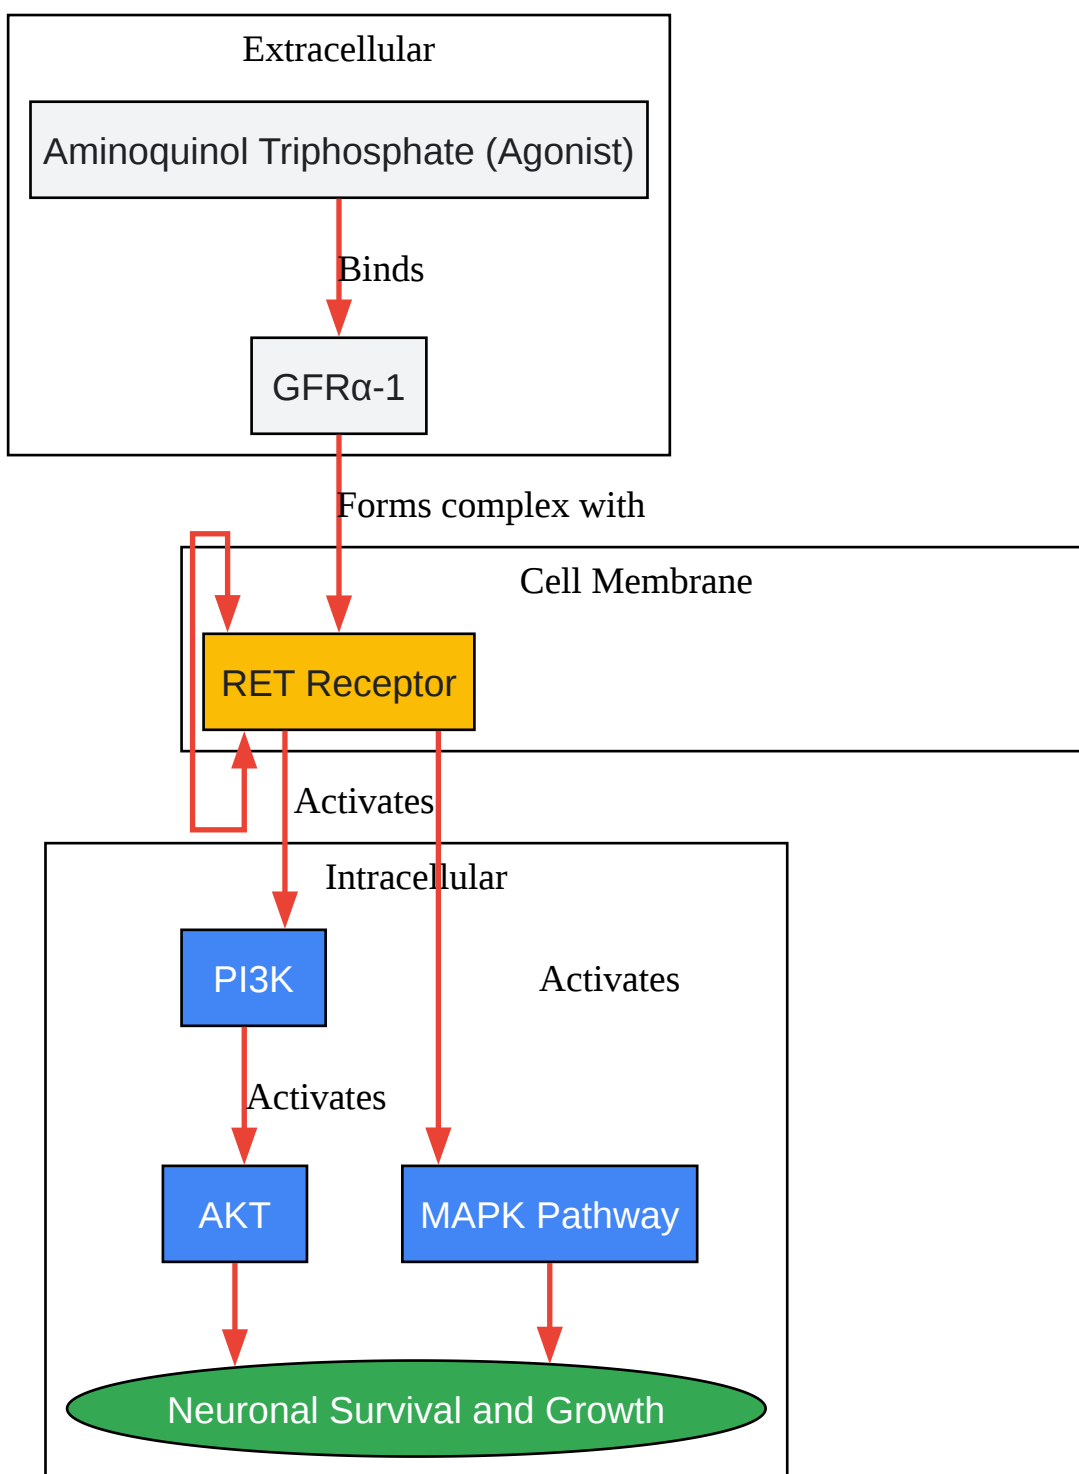 Extracellular
Aminoquinol Triphosphate (Agonist)
Binds
GFRα-1
Forms complex with
Cell Membrane
RET Receptor
Activates
Intracellular
PI3K
Activates
Activates
AKT
MAPK Pathway
Neuronal Survival and Growth